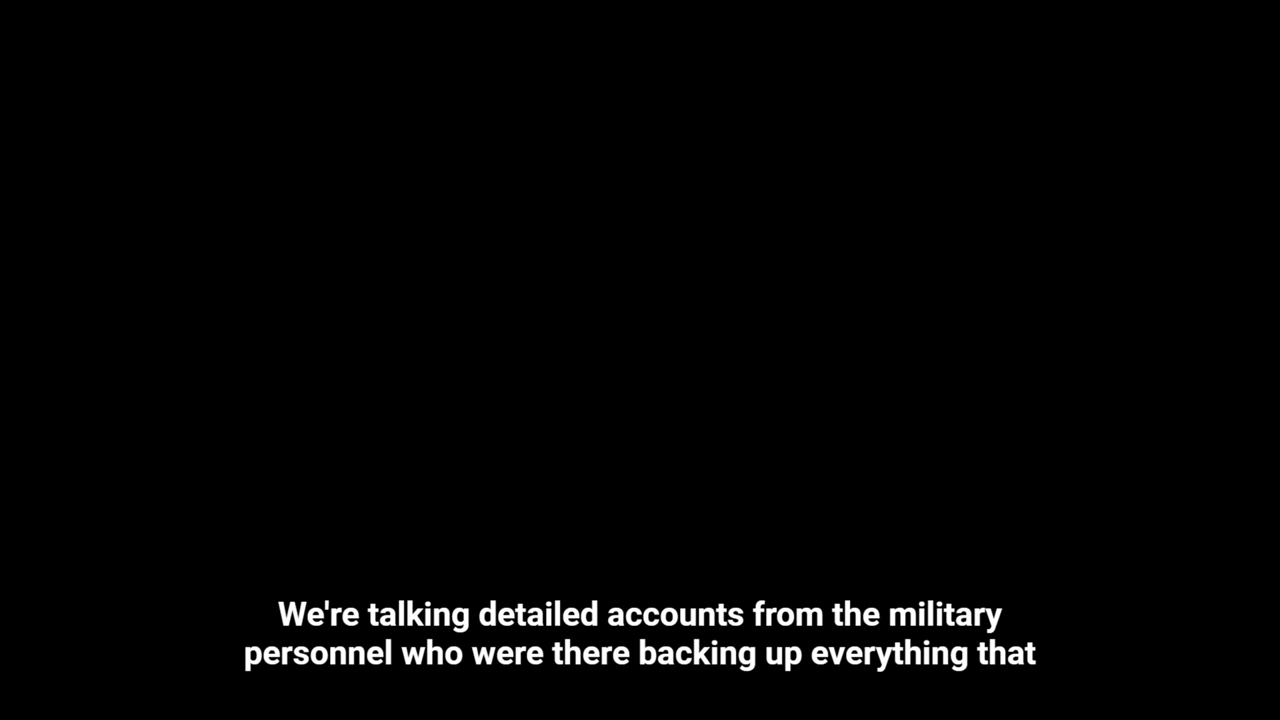 We're talking detailed accounts from the military
personnel who were there backing up everything that